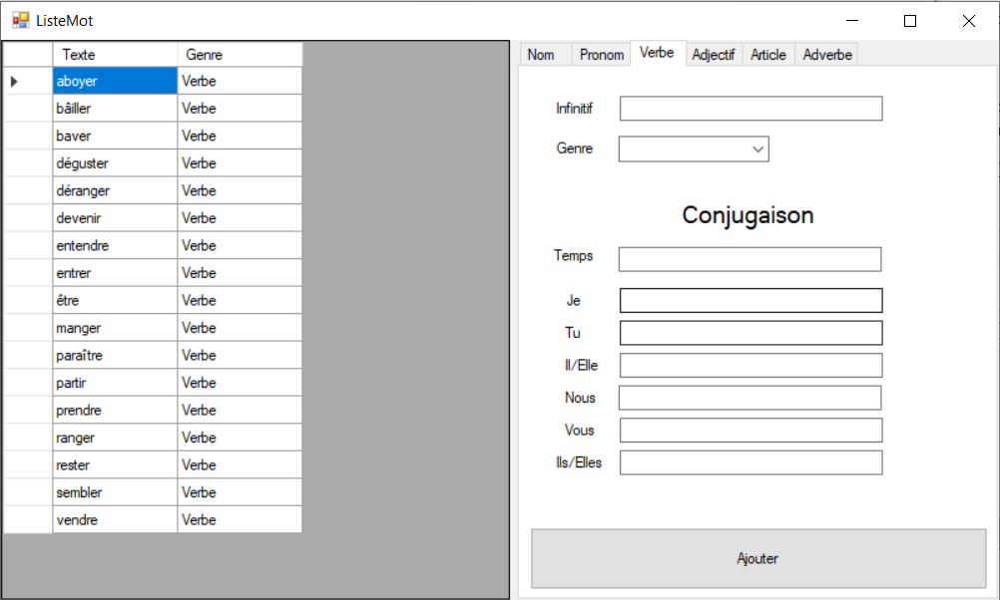 ListeMot
Texte Genre
aboyer Verbe
bâiller Verbe
baver Verbe
déguster Verbe
déranger Verbe
devenir Verbe
entendre Verbe
entrer Verbe
être Verbe
manger Verbe
paraître Verbe
partir Verbe
prendre Verbe
ranger Verbe
rester Verbe
sembler Verbe
vendre Verbe
Nom Pronom Verbe Adjectif Article Adverbe
Infinitif
Genre
Conjugaison
Temps
Je
Tu
Il/Elle
Nous
Vous
Ils/Elles
Ajouter